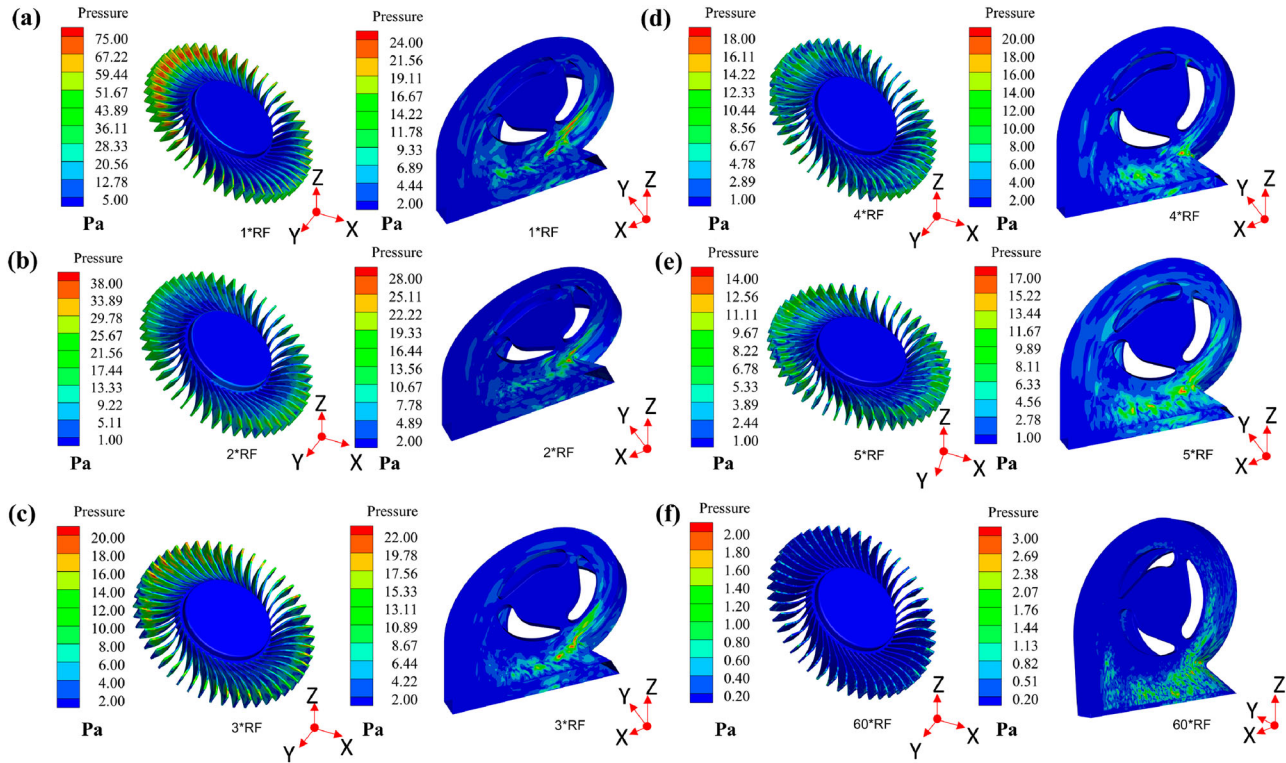 (a)
Pressure
75.00
67.22
59.44
51.67
43.89
36.11
28.33
20.56
12.78
5.00
Pa
1*RF
Z
Y
X
Pressure
24.00
21.56
19.11
16.67
14.22
11.78
9.33
6.89
4.44
2.00
Pa
1*RF
Z
Y
X
(b)
Pressure
38.00
33.89
29.78
25.67
21.56
17.44
13.33
9.22
5.11
1.00
Pa
2*RF
Z
Y
X
Pressure
28.00
25.11
22.22
19.33
16.44
13.56
10.67
7.78
4.89
2.00
Pa
2*RF
Z
Y
X
(c)
Pressure
20.00
18.00
16.00
14.00
12.00
10.00
8.00
6.00
4.00
2.00
Pa
3*RF
Z
Y
X
Pressure
22.00
19.78
17.56
15.33
13.11
10.89
8.67
6.44
4.22
2.00
Pa
3*RF
Z
Y
X
(d)
Pressure
18.00
16.11
14.22
12.33
10.44
8.56
6.67
4.78
2.89
1.00
Pa
4*RF
Z
Y
X
Pressure
20.00
18.00
16.00
14.00
12.00
10.00
8.00
6.00
4.00
2.00
Pa
4*RF
Z
Y
X
(e)
Pressure
14.00
12.56
11.11
9.67
8.22
6.78
5.33
3.89
2.44
1.00
Pa
5*RF
Z
Y
X
Pressure
17.00
15.22
13.44
11.67
9.89
8.11
6.33
4.56
2.78
1.00
Pa
5*RF
Z
Y
X
(f)
Pressure
2.00
1.80
1.60
1.40
1.20
1.00
0.80
0.60
0.40
0.20
Pa
60*RF
Z
Y
X
Pressure
3.00
2.69
2.38
2.07
1.76
1.44
1.13
0.82
0.51
0.20
Pa
60*RF
Z
Y
X